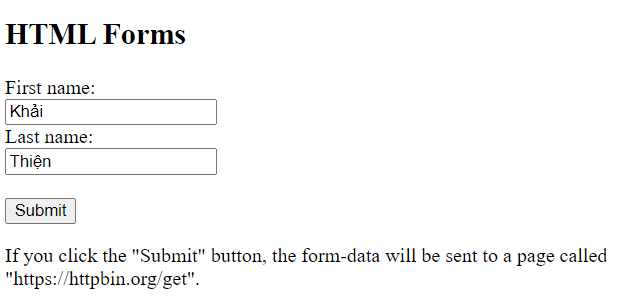 HTML Forms
First name:
Khải
Last name:
Thiện
Submit
If you click the "Submit" button, the form-data will be sent to a page called
"https://httpbin.org/get".